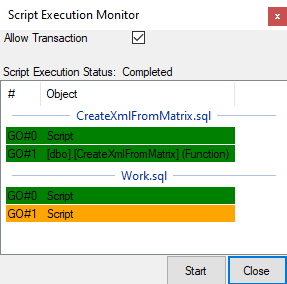 Script Execution Monitor
x
Allow Transaction
Script Execution Status: Completed
# Object
CreateXmlFromMatrix.sql
GO#0 Script
GO#1 [dbo].[CreateXmlFromMatrix] (Function)
Work.sql
GO#0 Script
GO#1 Script
Start Close